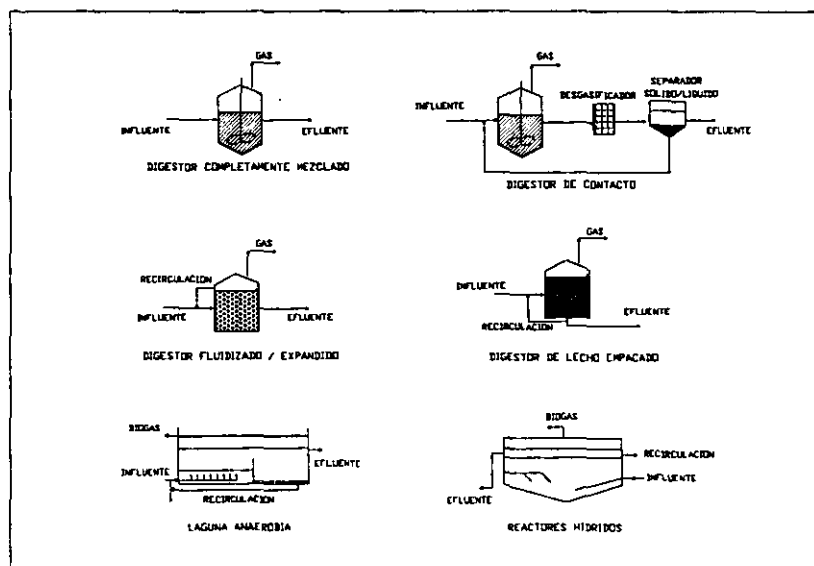 GAS
INFLUENTE
EFLUENTE
DIGESTOR COMPLETAMENTE MEZCLADO
GAS
INFLUENTE
DESGASIFICADOR
SEPARADOR
SOLIDO/LIQUIDO
EFLUENTE
DIGESTOR DE CONTACTO
GAS
RECIRCULACION
INFLUENTE
EFLUENTE
DIGESTOR FLUIDIZADO / EXPANDIDO
GAS
INFLUENTE
EFLUENTE
RECIRCULACION
DIGESTOR DE LECHO EMPACADO
BIOGAS
EFLUENTE
INFLUENTE
RECIRCULACION
LAGUNA ANAEROBIA
BIOGAS
RECIRCULACION
INFLUENTE
EFLUENTE
REACTORES HIDRIDOS